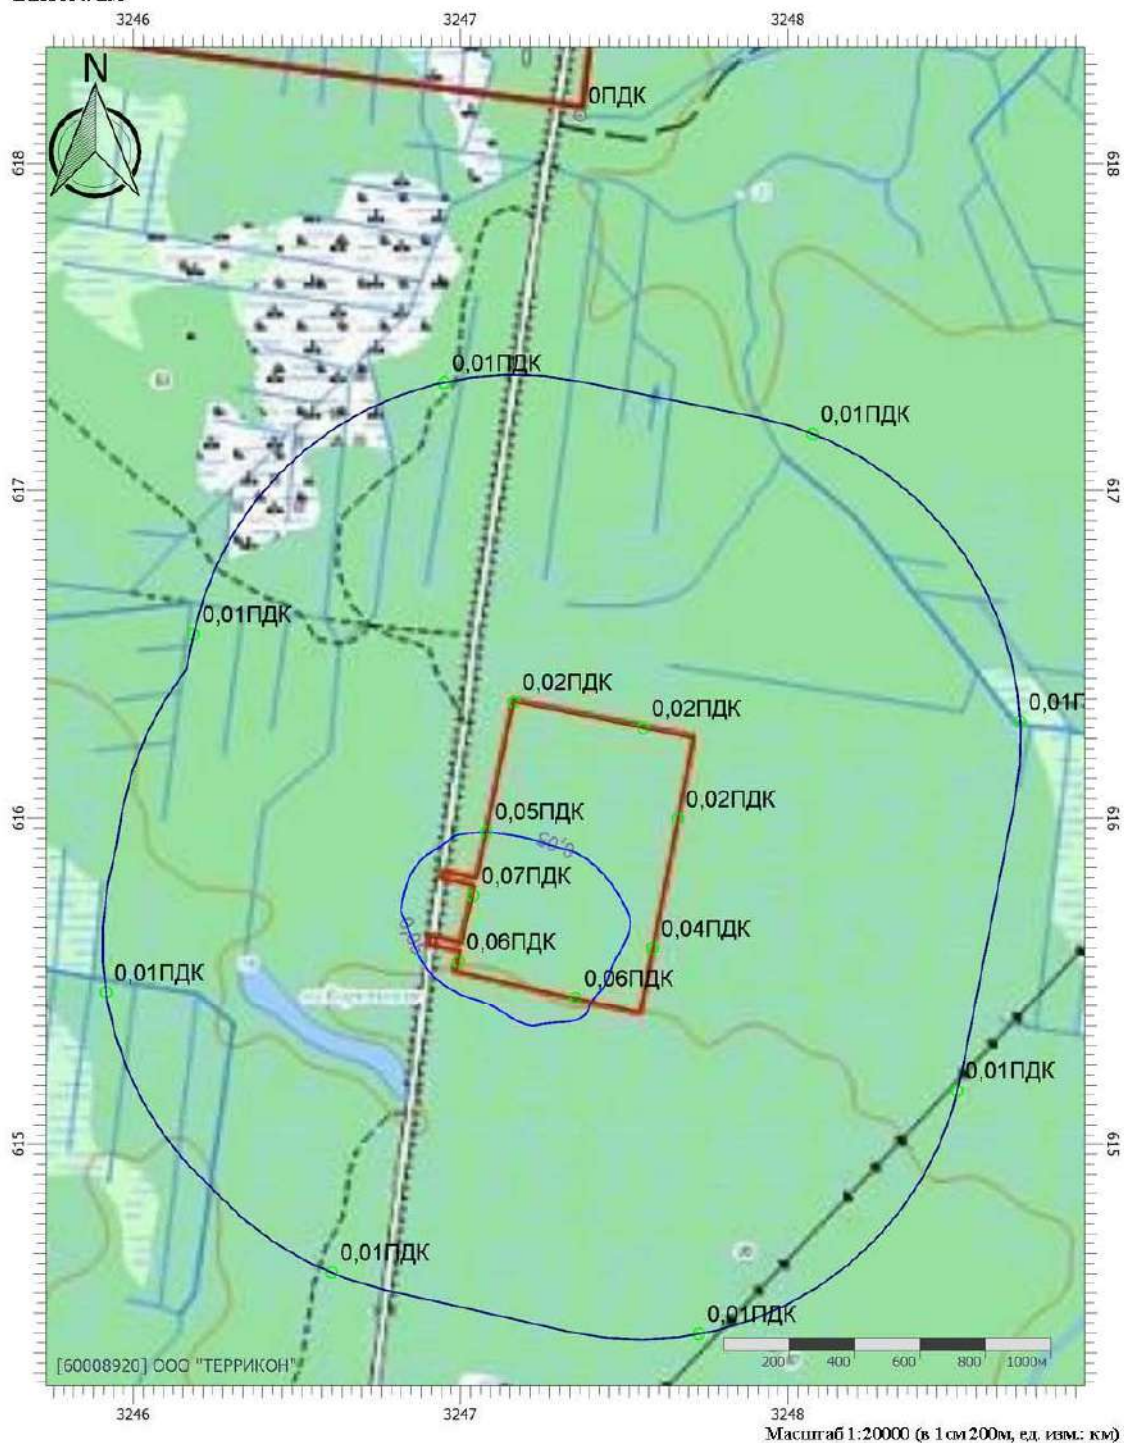 3246 3247 3248
N
0ПДК
618 618
0,01ПДК
0,01ПДК
617 617
0,01ПДК
0,02ПДК
0,02ПДК
0,01П
0,02ПДК
616 616
0,05ПДК
0,05
0,07ПДК
0,04ПДК
0,06ПДК
0,06ПДК
0,01ПДК
0,01ПДК
615 615
0,01ПДК
0,01ПДК
200 400 600 800 1000м
[60008920] ООО "ТЕРРИКОН"
3246 3247 3248
Масштаб 1:20000 (в 1см 200м, ед. изм.: км)